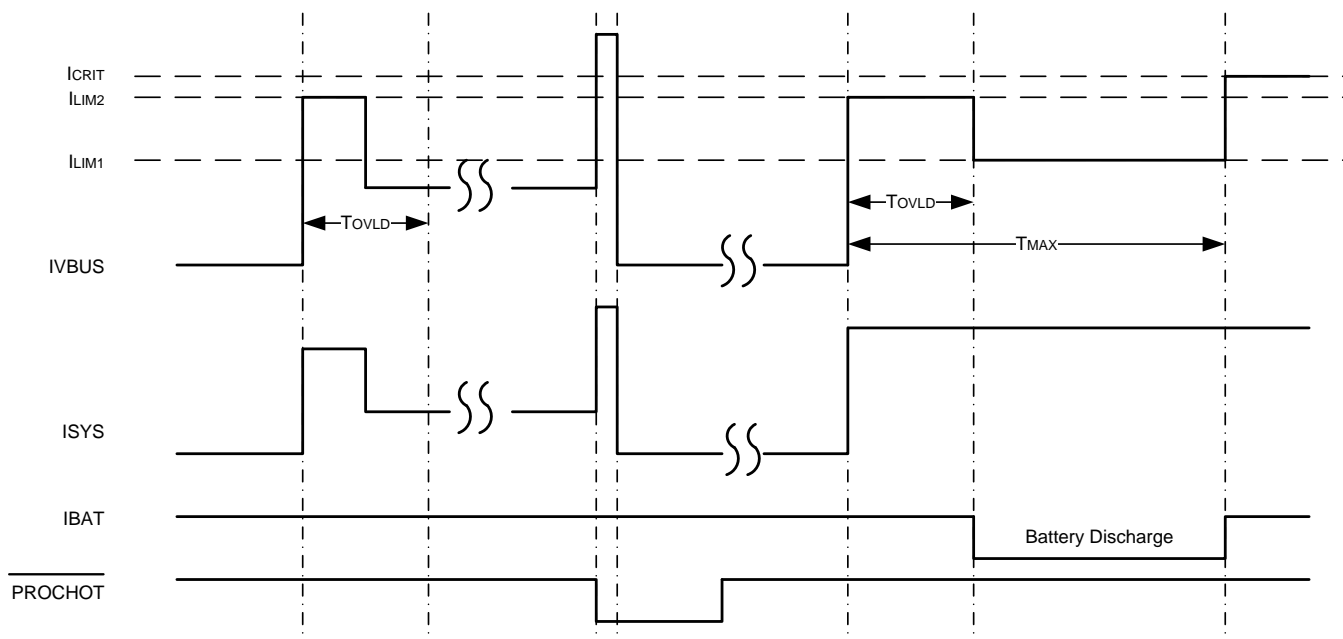 ICRIT
ILIM2
ILIM1
TOVLD
TOVLD
TMAX
IVBUS
ISYS
IBAT
Battery Discharge
PROCHOT